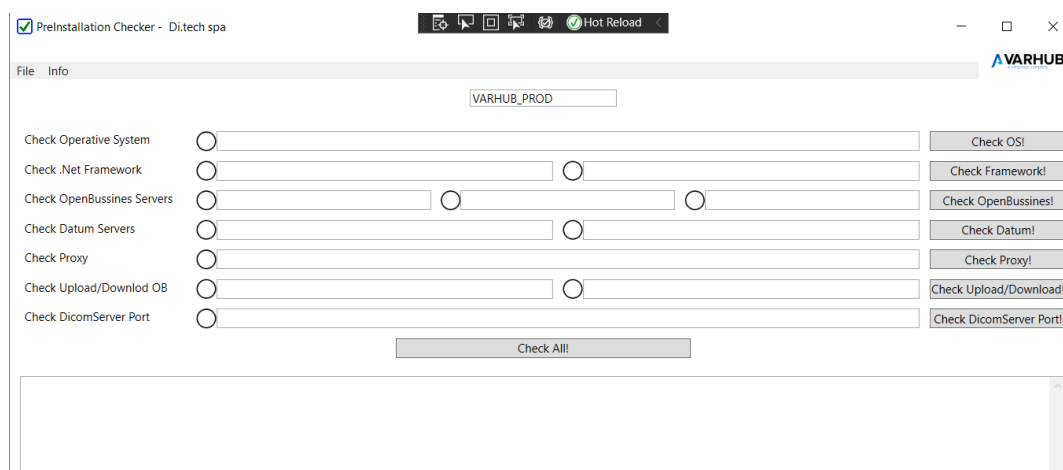 PreInstallation Checker - Di.tech spa
Hot Reload
VARHUB
File Info
VARHUB_PROD
Check Operative System
Check OS!
Check .Net Framework
Check Framework!
Check OpenBussines Servers
Check OpenBussines!
Check Datum Servers
Check Datum!
Check Proxy
Check Proxy!
Check Upload/Downlod OB
Check Upload/Download!
Check DicomServer Port
Check DicomServer Port!
Check All!